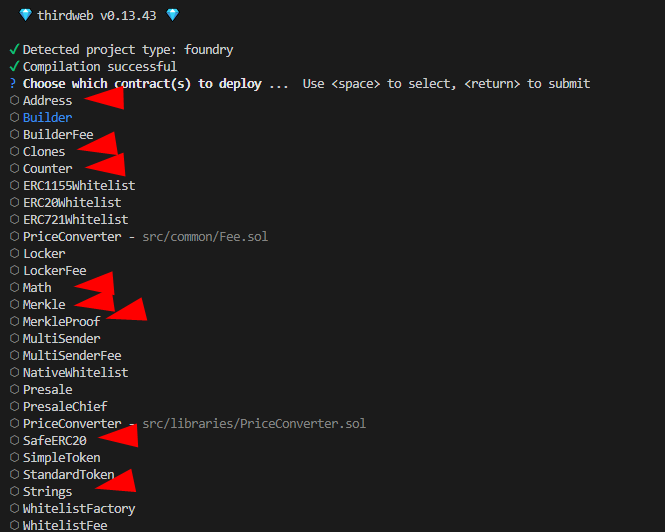 💎 thirdweb v0.13.43 💎
✓ Detected project type: foundry
✓ Compilation successful
? Choose which contract(s) to deploy ... Use <space> to select, <return> to submit
Address
Builder
BuilderFee
Clones
Counter
ERC1155Whitelist
ERC20Whitelist
ERC721Whitelist
PriceConverter - src/common/Fee.sol
Locker
LockerFee
Math
Merkle
MerkleProof
MultiSender
MultiSenderFee
NativeWhitelist
Presale
PresaleChief
PriceConverter - src/libraries/PriceConverter.sol
SafeERC20
SimpleToken
StandardToken
Strings
WhitelistFactory
WhitelistFee